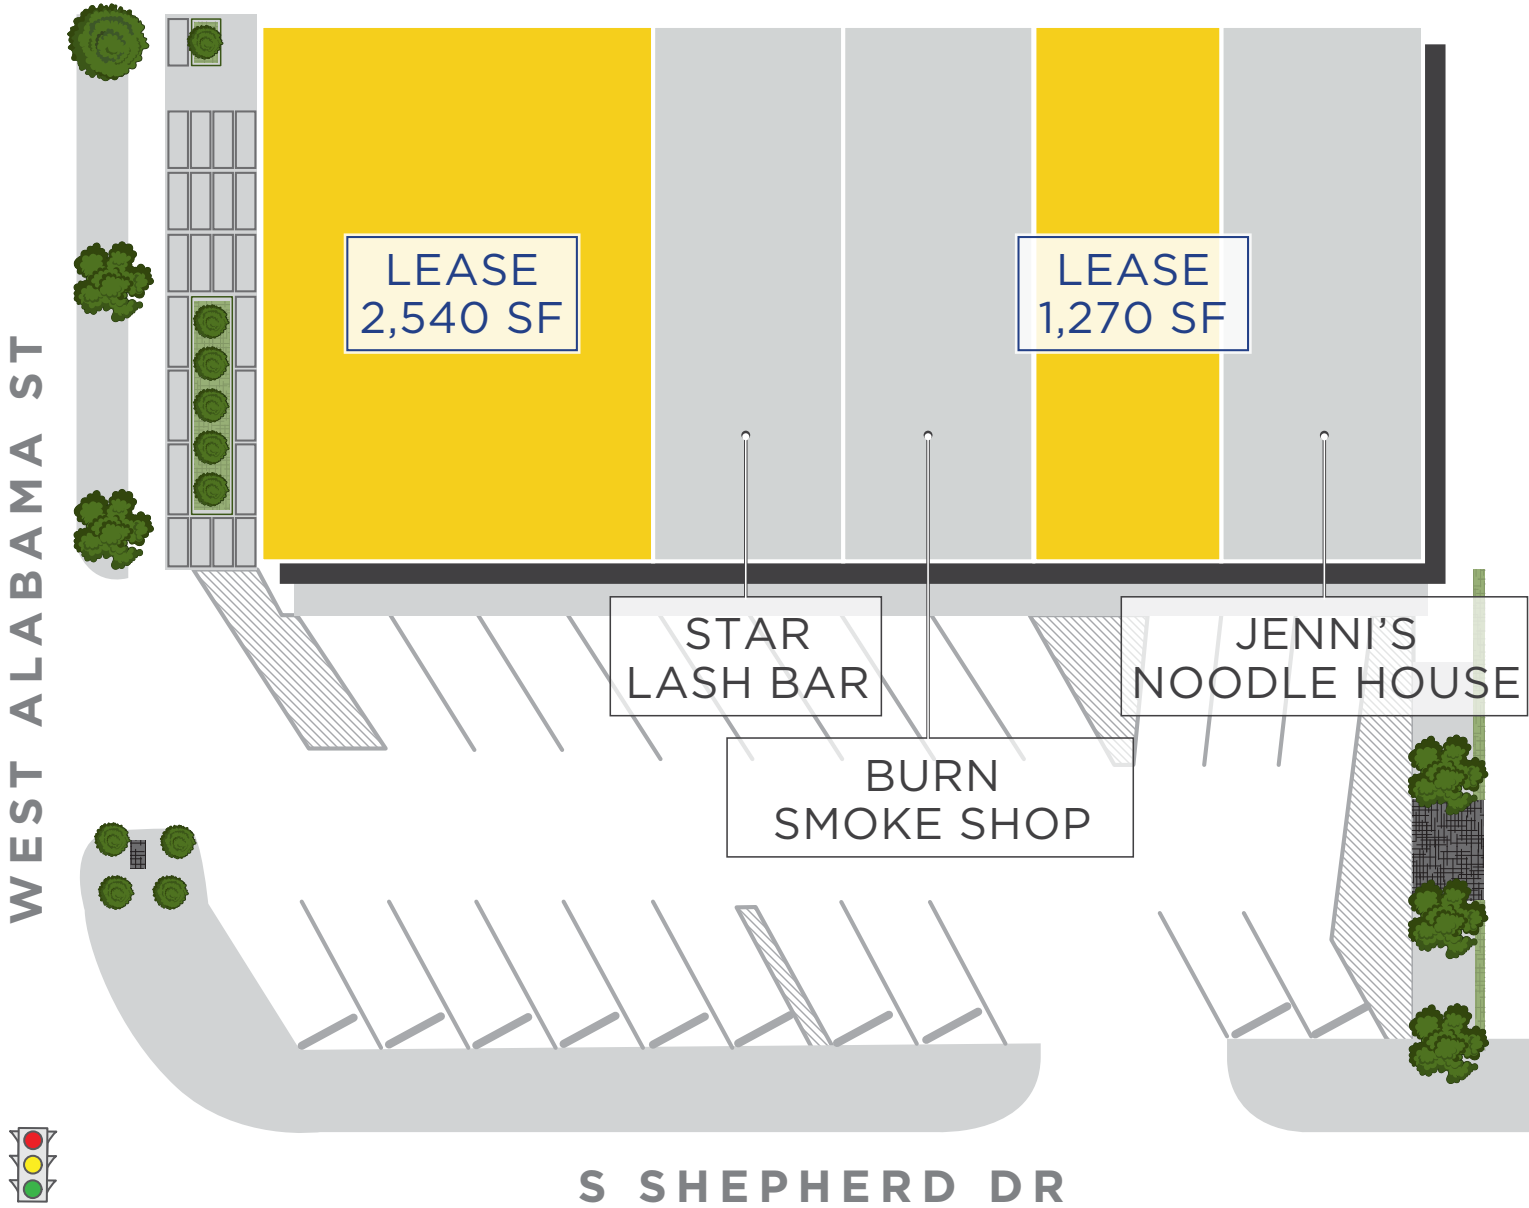 LEASE
2,540 SF
LEASE
1,270 SF
WEST ALABAMA ST
STAR
LASH BAR
JENNI’S
NOODLE HOUSE
BURN
SMOKE SHOP
S SHEPHERD DR